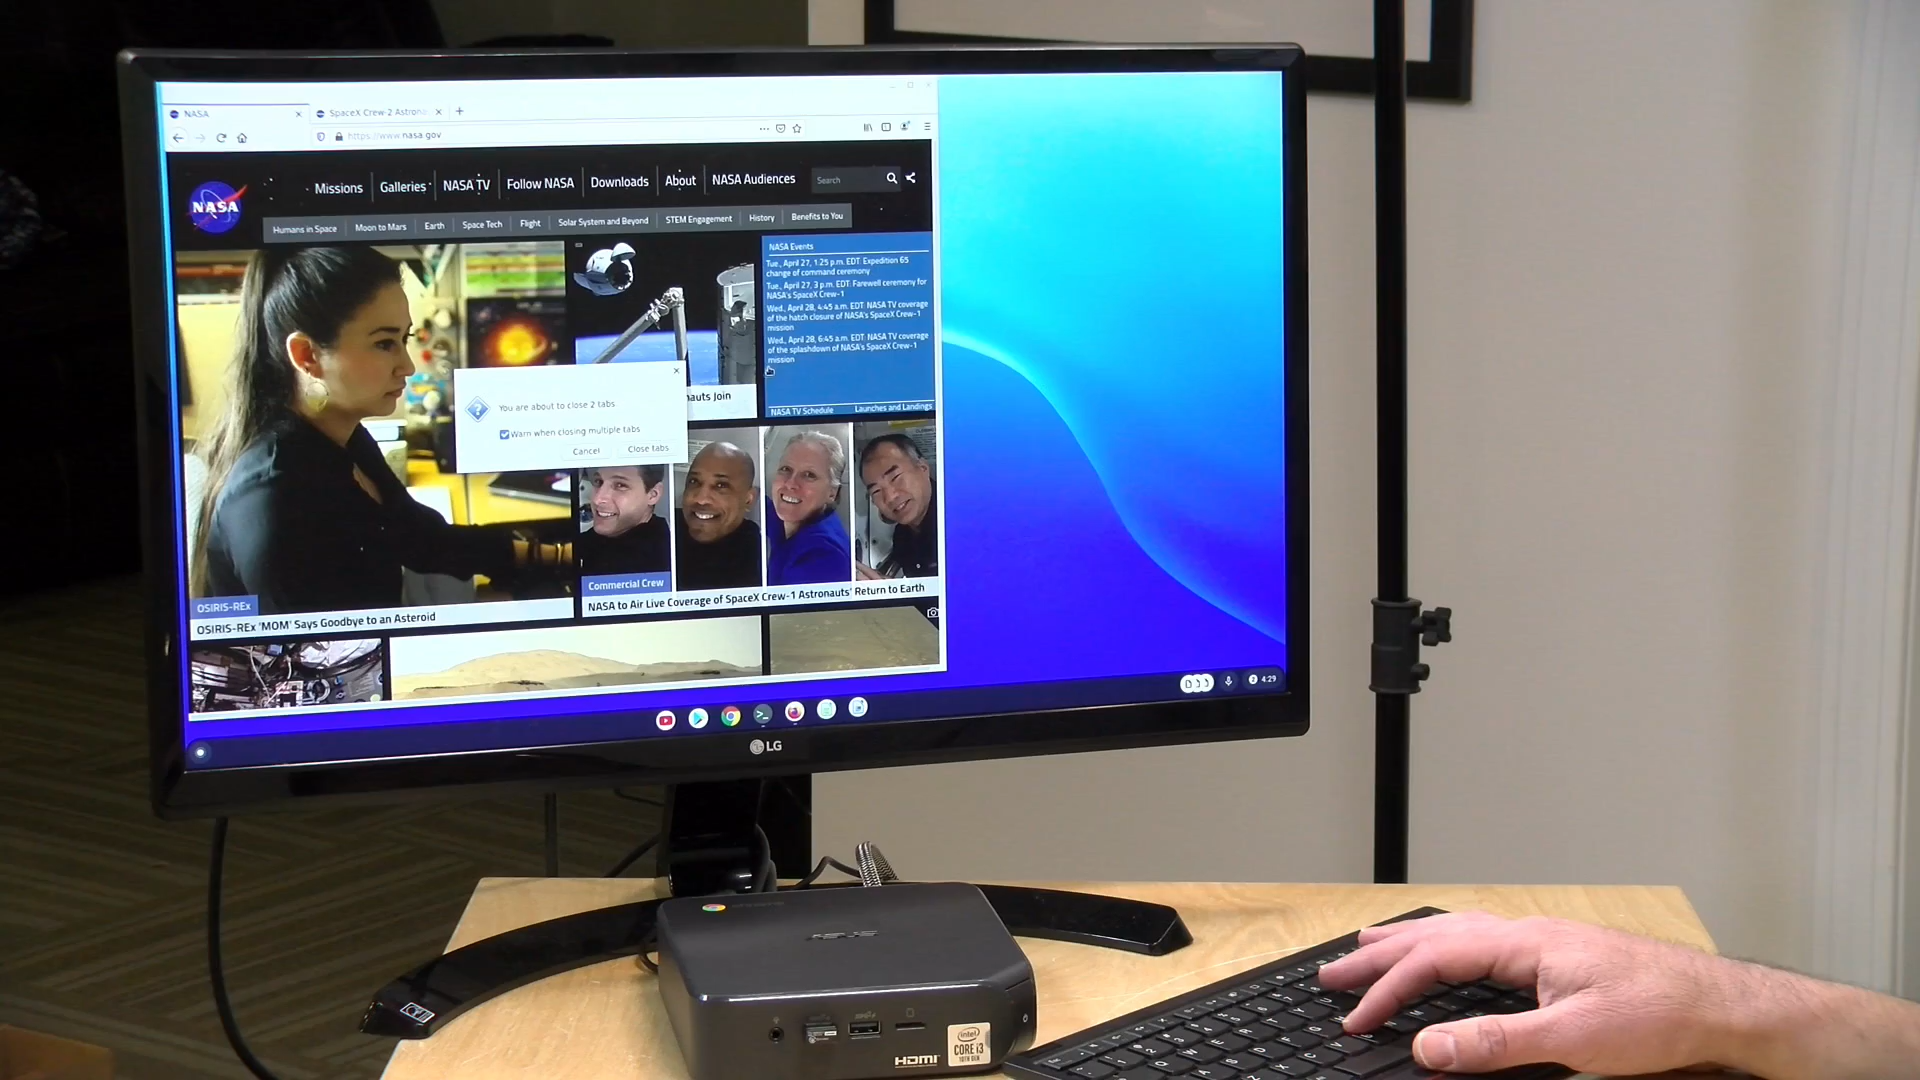 NASA
SpaceX Crew-2 Astrona
https://www.nasa.gov
NASA
Missions
Galleries
NASA TV
Follow NASA
Downloads
About
NASA Audiences
Search
Humans in Space
Moon to Mars
Earth
Space Tech
Flight
Solar System and Beyond
STEM Engagement
History
Benefits to You
NASA Events
Tue., April 27, 1:25 p.m. EDT: Expedition 65
change of command ceremony
Tue., April 27, 3 p.m. EDT: Farewell ceremony for
NASA's SpaceX Crew-1
Wed., April 28, 4:45 a.m. EDT: NASA TV coverage
of the hatch closure of NASA's SpaceX Crew-1
mission
Wed., April 28, 6:45 a.m. EDT: NASA TV coverage
of the splashdown of NASA's SpaceX Crew-1
mission
NASA TV Schedule
Launches and Landings
You are about to close 2 tabs
Warn when closing multiple tabs
Cancel
Close tabs
nauts Join
OSIRIS-REx
OSIRIS-REx 'MOM' Says Goodbye to an Asteroid
Commercial Crew
NASA to Air Live Coverage of SpaceX Crew-1 Astronauts' Return to Earth
4:29
LG
ASUS
HDMI
intel
CORE i3
10TH GEN